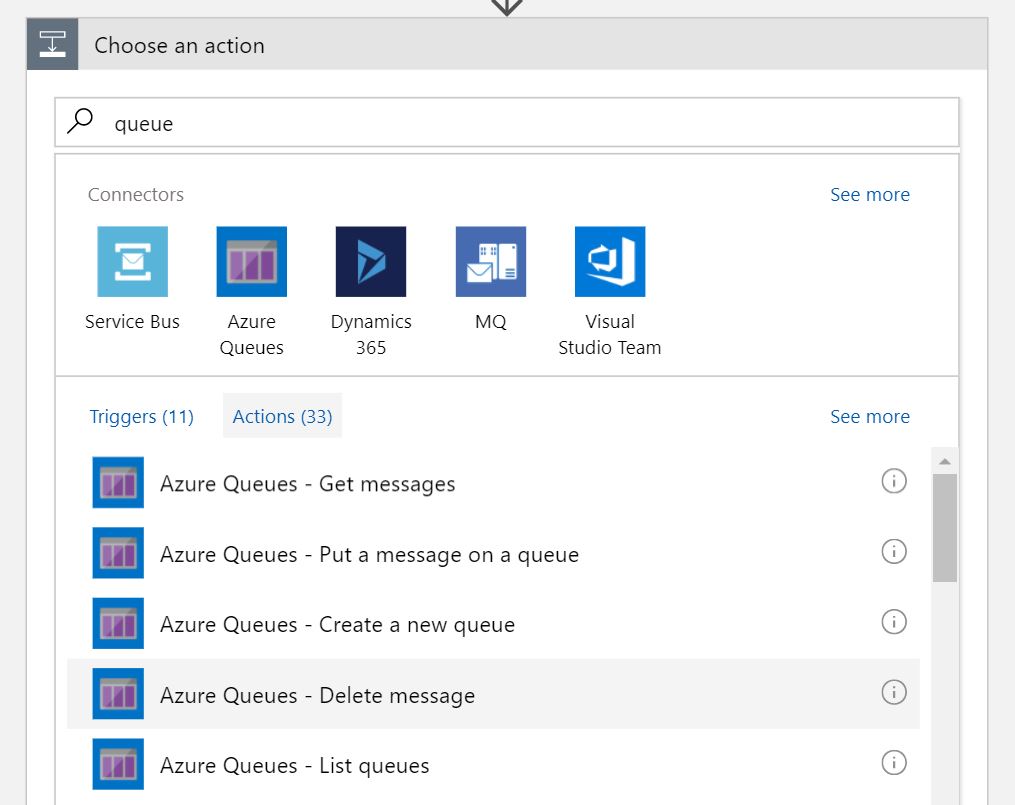 Choose an action
queue
Connectors
See more
Service Bus
Azure
Queues
Dynamics
365
MQ
Visual
Studio Team
Triggers (11)
Actions (33)
See more
Azure Queues - Get messages
Azure Queues - Put a message on a queue
Azure Queues - Create a new queue
Azure Queues - Delete message
Azure Queues - List queues